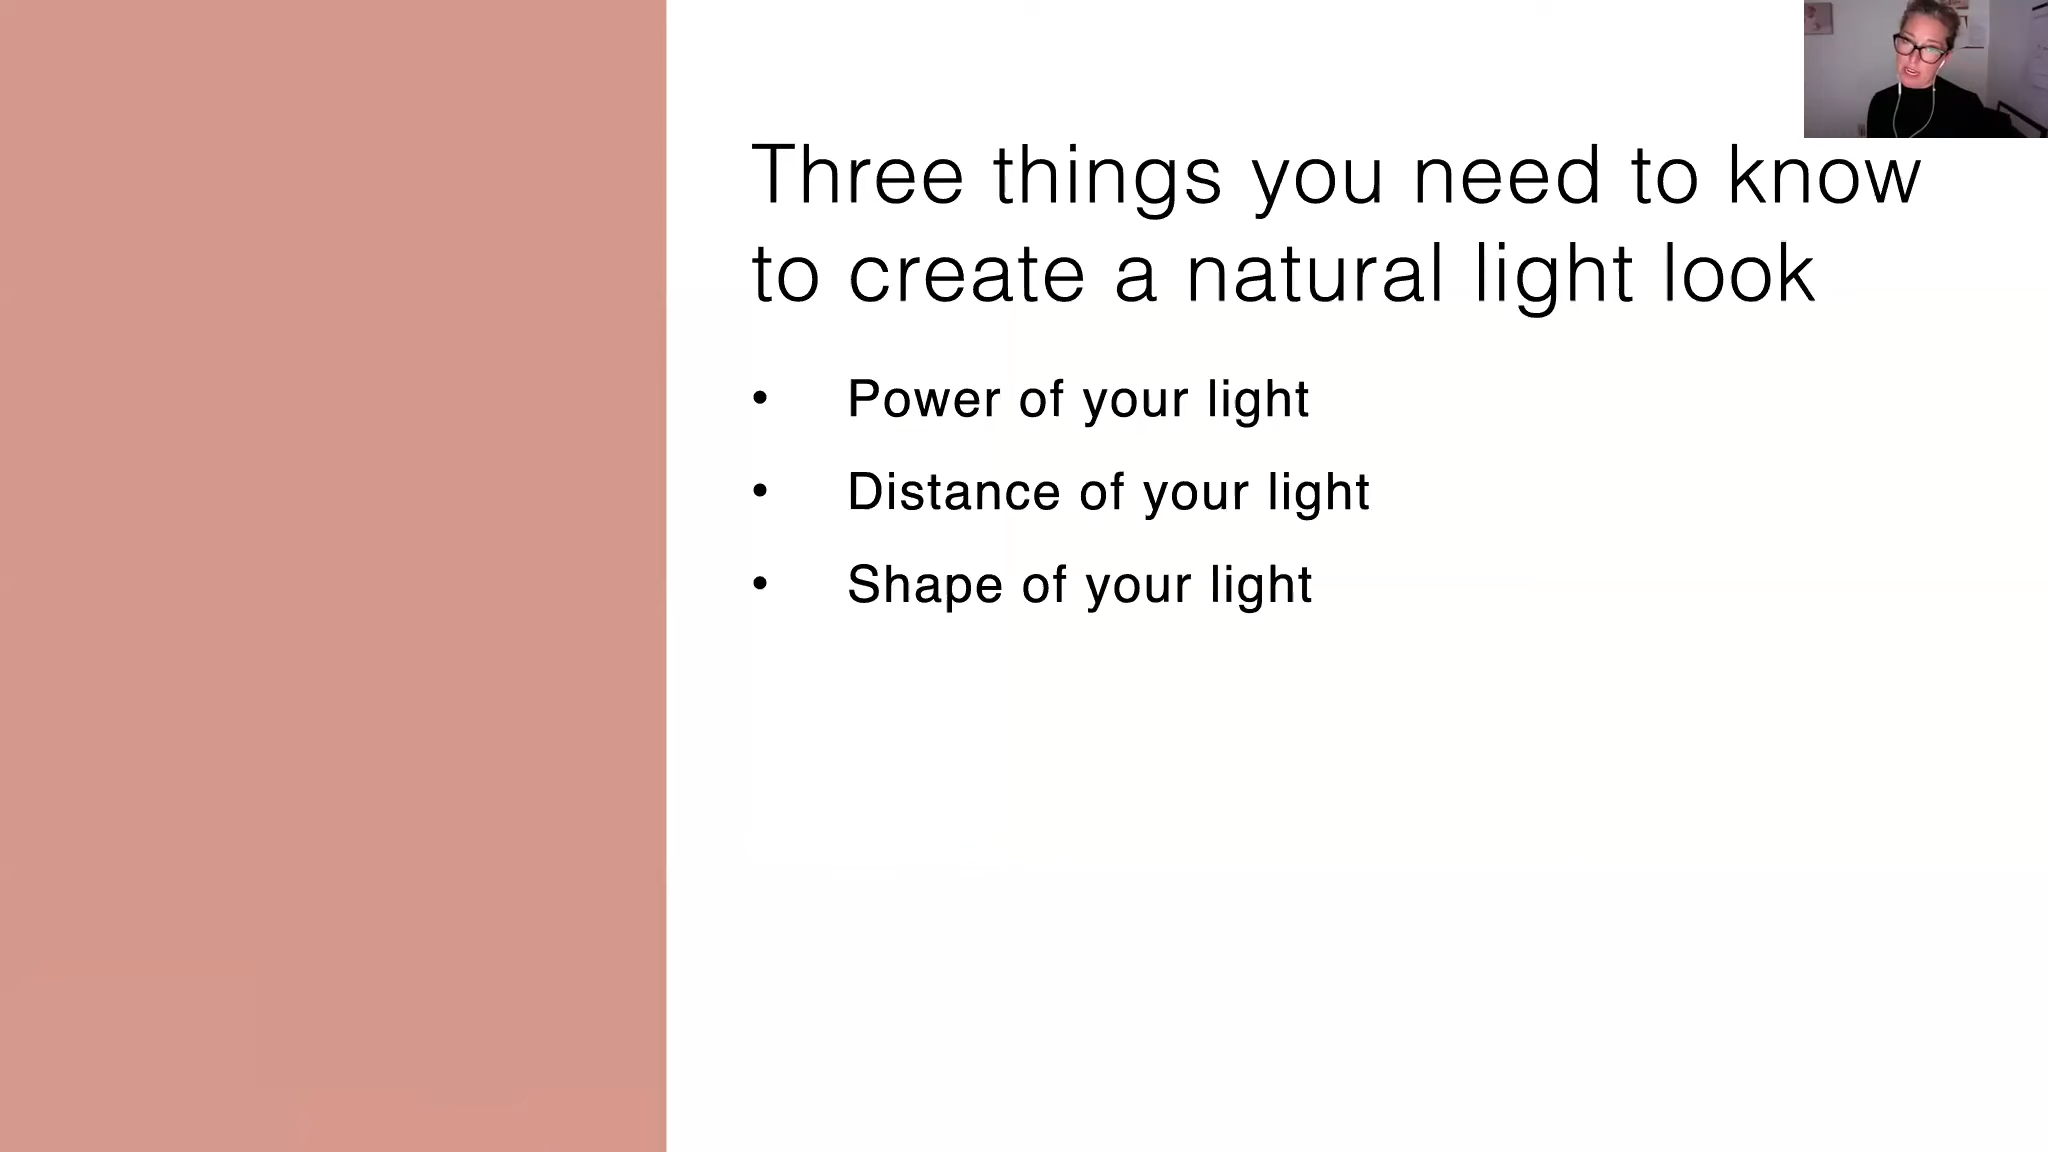 Three things you need to know
to create a natural light look
• Power of your light
• Distance of your light
• Shape of your light